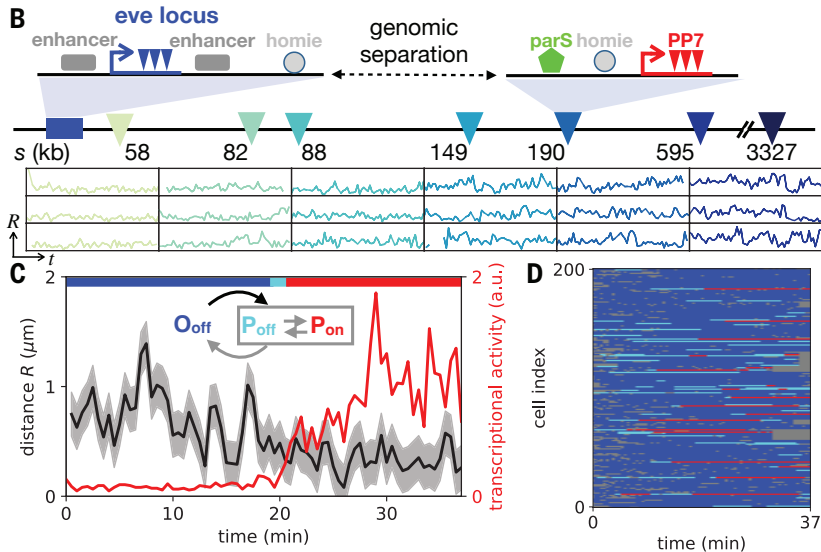 B
eve locus
enhancer
enhancer
homie
genomic
separation
parS
homie
PP7
s (kb)
58
82
88
149
190
595
3327
R
t
C
2
1
0
distance R (μm)
Ooff
Poff
Pon
2
0
transcriptional activity (a.u.)
0
10
20
30
time (min)
D
200
0
cell index
0
37
time (min)